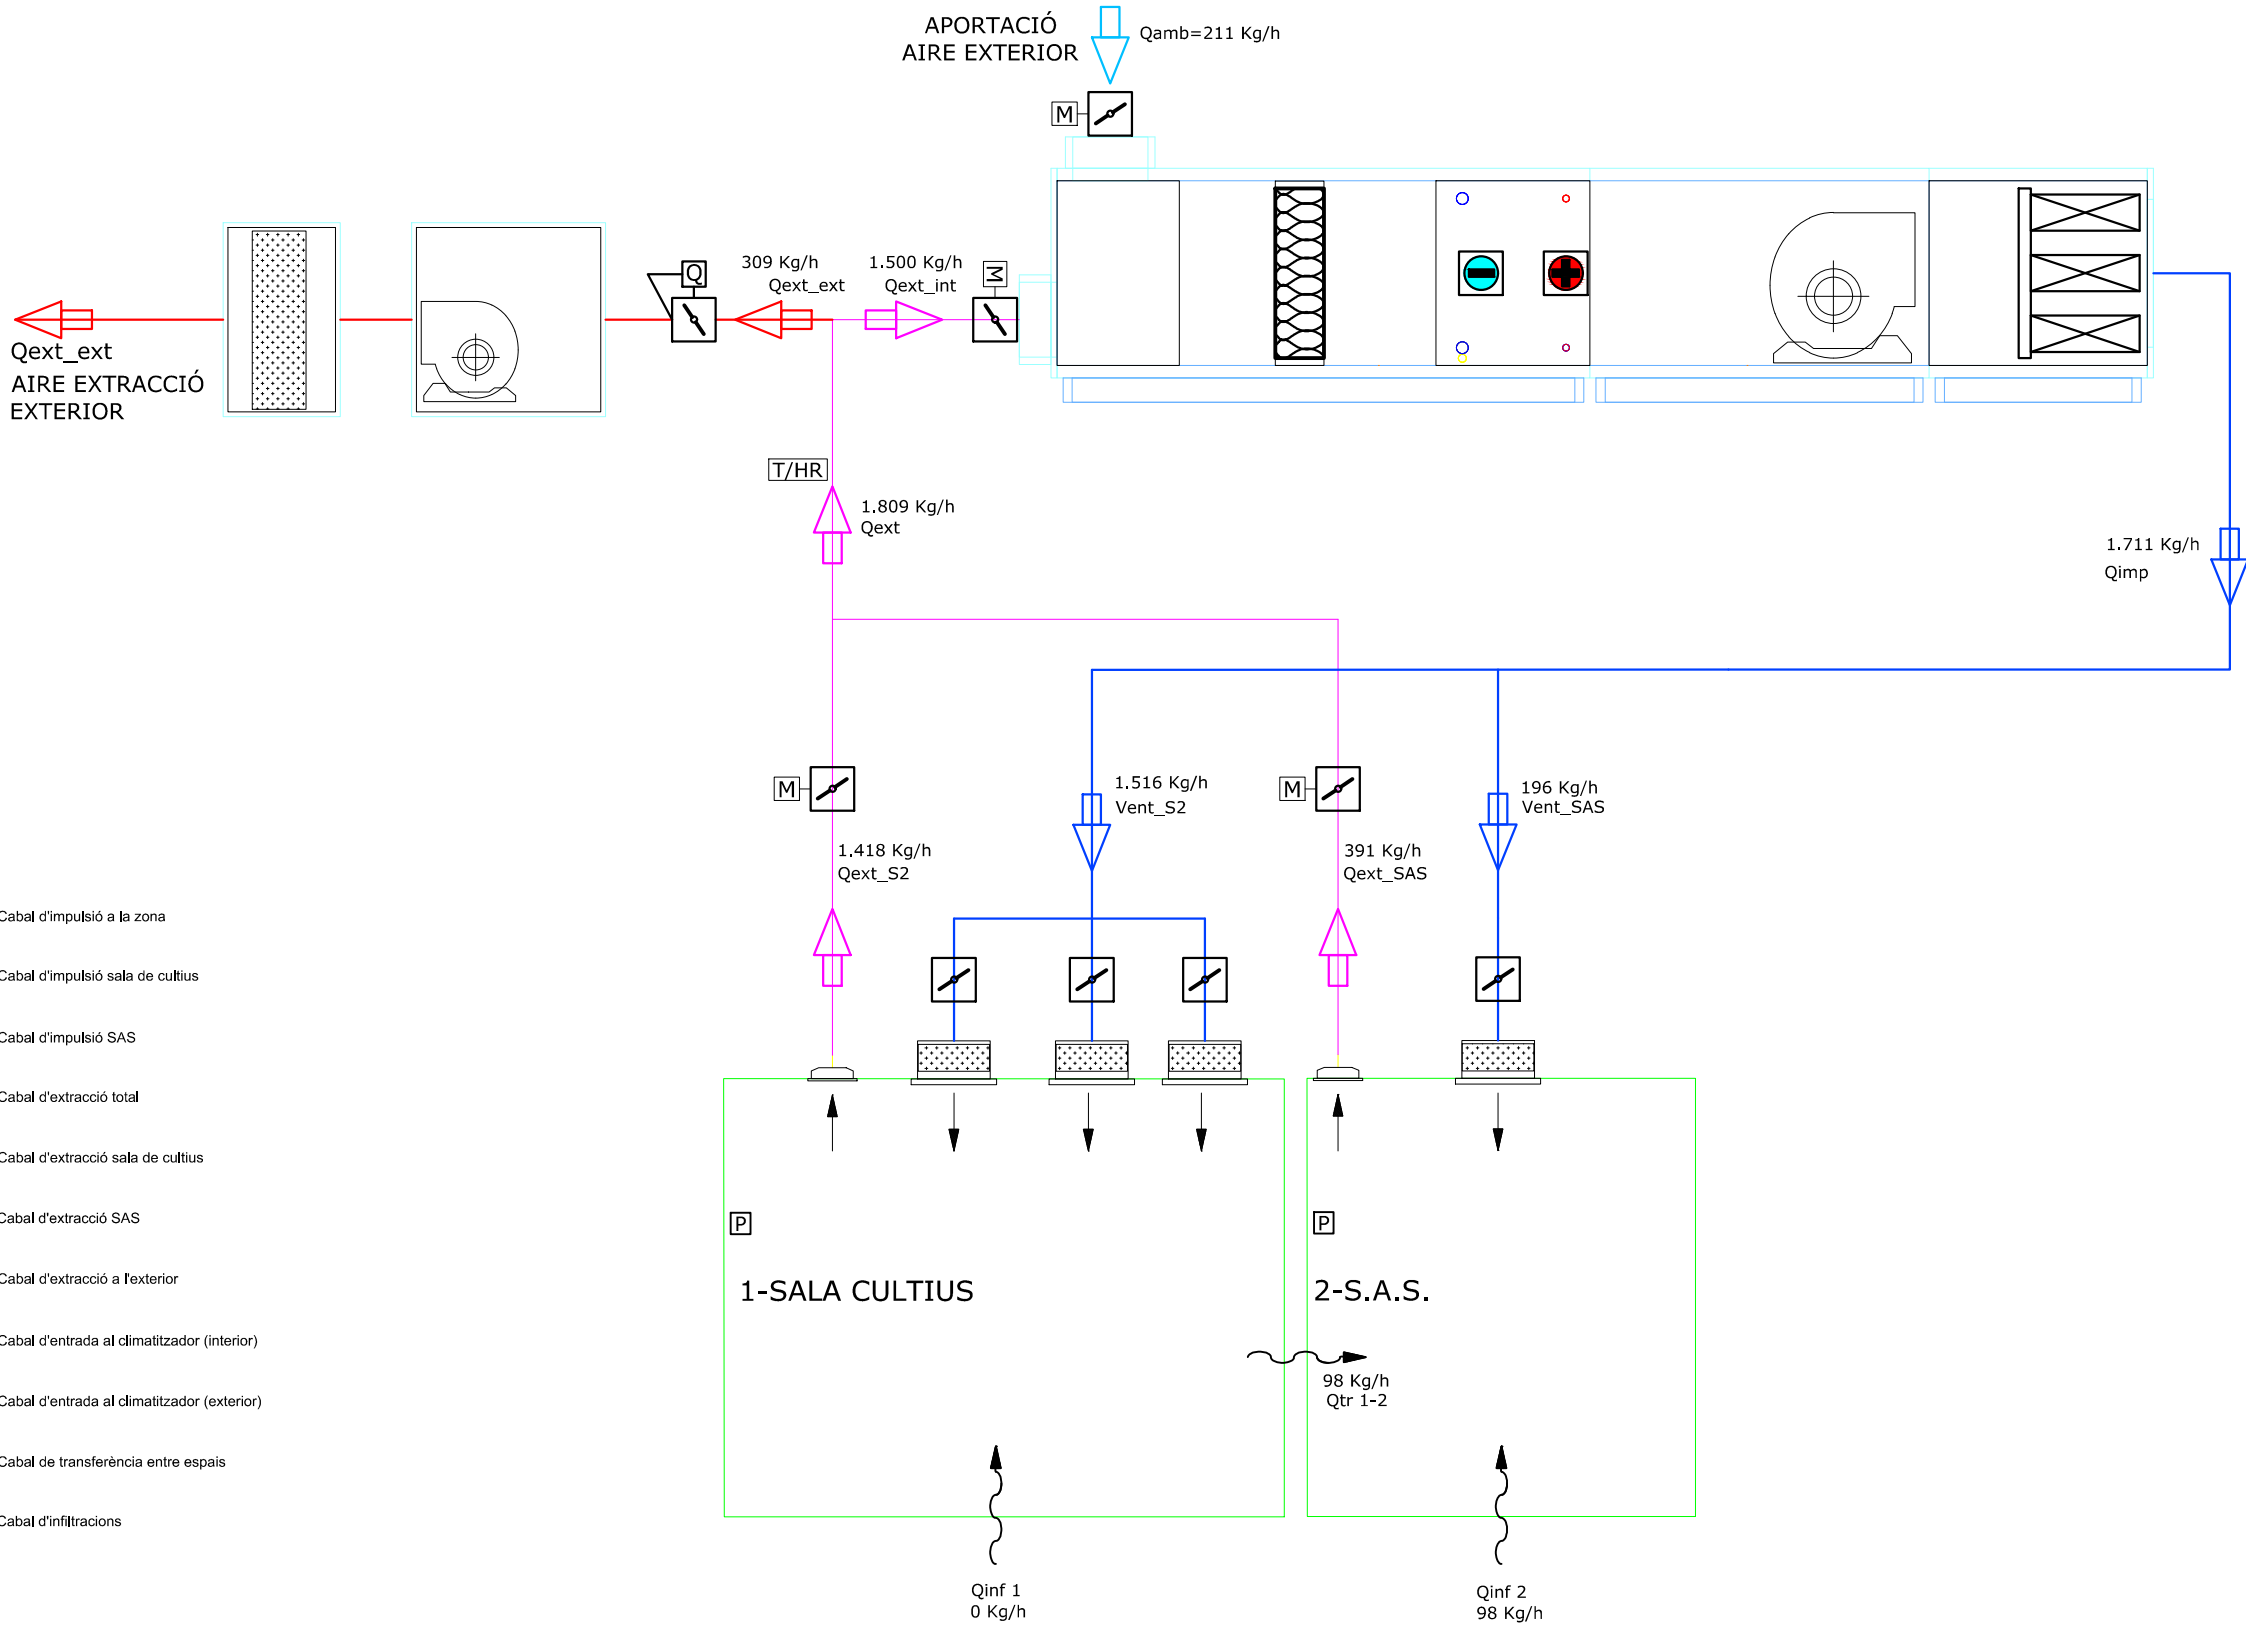 APORTACIÓ
AIRE EXTERIOR
Qamb=211 Kg/h
M
309 Kg/h
Qext_ext
1.500 Kg/h
Qext_int
M
Q
Qext_ext
AIRE EXTRACCIÓ
EXTERIOR
T/HR
1.809 Kg/h
Qext
1.711 Kg/h
Qimp
M
1.516 Kg/h
Vent_S2
M
196 Kg/h
Vent_SAS
1.418 Kg/h
Qext_S2
391 Kg/h
Qext_SAS
Cabal d'impulsió a la zona
Cabal d'impulsió sala de cultius
Cabal d'impulsió SAS
Cabal d'extracció total
Cabal d'extracció sala de cultius
Cabal d'extracció SAS
Cabal d'extracció a l'exterior
Cabal d'entrada al climatitzador (interior)
Cabal d'entrada al climatitzador (exterior)
Cabal de transferència entre espais
Cabal d'infiltracions
P
1-SALA CULTIUS
P
2-S.A.S.
98 Kg/h
Qtr 1-2
Qinf 1
0 Kg/h
Qinf 2
98 Kg/h